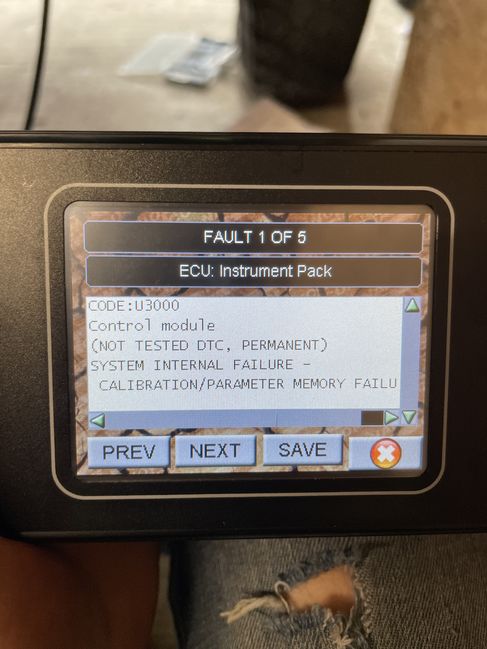 FAULT 1 OF 5
ECU: Instrument Pack
CODE:U3000
Control module
(NOT TESTED DTC, PERMANENT)
SYSTEM INTERNAL FAILURE -
CALIBRATION/PARAMETER MEMORY FAILU
PREV NEXT SAVE